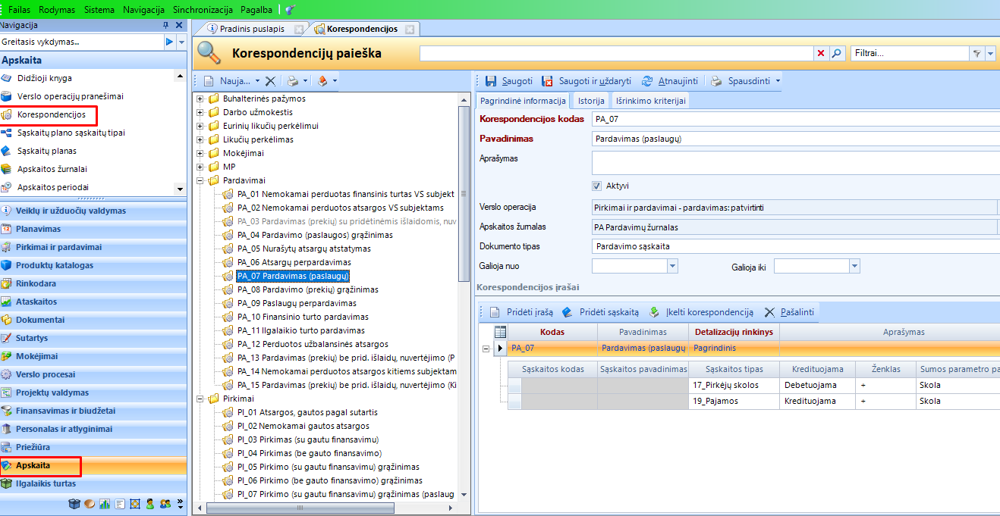 Failas Rodymas Sistema Navigacija Sinchronizacija Pagalba
Navigacija
Greitasis vykdymas...
Apskaita
Didžioji knyga
Verslo operacijų pranešimai
Korespondencijos
Sąskaitų plano sąskaitų tipai
Sąskaitų planas
Apskaitos žurnalai
Apskaitos periodai
Veiklų ir užduočių valdymas
Planavimas
Pirkimai ir pardavimai
Produktų katalogas
Rinkodara
Ataskaitos
Dokumentai
Sutartys
Mokėjimai
Verslo procesai
Projektų valdymas
Finansavimas ir biudžetai
Personalas ir atlyginimai
Priežiūra
Apskaita
Ilgalaikis turtas
Pradinis puslapis Korespondencijos
Korespondencijų paieška
Filtrai...
Nauja...
Buhalterinės pažymos
Darbo užmokestis
Eurinių likučių perkėlimui
Likučių perkėlimas
Mokėjimai
MP
Pardavimai
PA_01 Nemokamai perduotas finansinis turtas VS subjekt
PA_02 Nemokamai perduotos atsargos VS subjektams
PA_03 Pardavimas (prekių) su pridėtinėmis išlaidomis, nuv
PA_04 Pardavimo (paslaugos) grąžinimas
PA_05 Nurašytų atsargų atstatymas
PA_06 Atsargų perpardavimas
PA_07 Pardavimas (paslaugų)
PA_08 Pardavimo (prekių) grąžinimas
PA_09 Paslaugų perpardavimas
PA_10 Finansinio turto pardavimas
PA_11 Ilgalaikio turto pardavimas
PA_12 Perduotos užbalansinės atsargos
PA_13 Pardavimas (prekių) be prid. išlaidų, nuvertėjimo (P
PA_14 Nemokamai perduotos atsargos kitiems subjektam
PA_15 Pardavimas (prekių) be prid. išlaidų, nuvertėjimo (Ki
Pirkimai
PI_01 Atsargos, gautos pagal sutartis
PI_02 Nemokamai gautos atsargos
PI_03 Pirkimas (su gautu finansavimu)
PI_04 Pirkimas (be gauto finansavimo)
PI_05 Pirkimo (su gautu finansavimu) grąžinimas
PI_06 Pirkimo (be gauto finansavimo) grąžinimas
PI_07 Pirkimo (su gautu finansavimu) grąžinimas (paslaug
Saugoti Saugoti ir uždaryti Atnaujinti Spausdinti
Pagrindinė informacija Istorija Išrinkimo kriterijai
Korespondencijos kodas PA_07
Pavadinimas Pardavimas (paslaugų)
Aprašymas
Aktyvi
Verslo operacija Pirkimai ir pardavimai - pardavimas: patvirtinti
Apskaitos žurnalas PA Pardavimų žurnalas
Dokumento tipas Pardavimo sąskaita
Galioja nuo Galioja iki
Korespondencijos įrašai
Pridėti įrašą Pridėti sąskaitą Įkelti korespondenciją Pašalinti
Kodas Pavadinimas Detalizacijų rinkinys Aprašymas
PA_07 Pardavimas (paslaugų Pagrindinis
Sąskaitos kodas Sąskaitos pavadinimas Sąskaitos tipas Kredituojama Ženklas Sumos parametro pa
17_Pirkėjų skolos Debetuojama + Skola
19_Pajamos Kredituojama + Skola